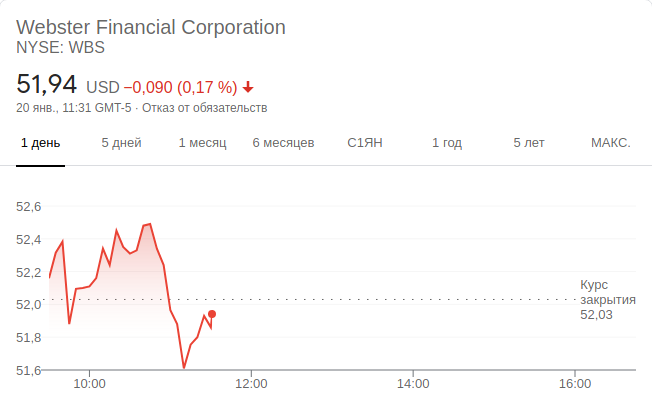 Webster Financial Corporation
NYSE: WBS
51,94 USD −0,090 (0,17 %)
20 янв., 11:31 GMT-5 · Отказ от обязательств
1 день 5 дней 1 месяц 6 месяцев С1ЯН 1 год 5 лет МАКС.
52,6
52,4
52,2
52,0
51,8
51,6
Курс
закрытия
52,03
10:00 12:00 14:00 16:00